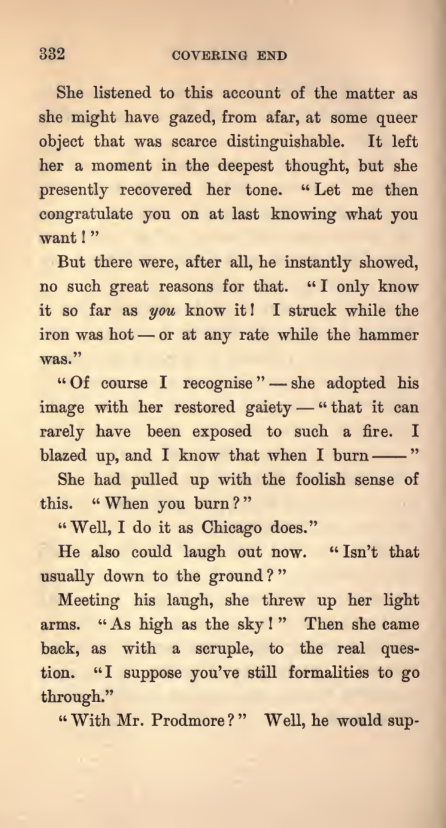 332 COVERING END
She listened to this account of the matter as
she might have gazed, from afar, at some queer
object that was scarce distinguishable. It left
her a moment in the deepest thought, but she
presently recovered her tone. “Let me then
congratulate you on at last knowing what you
want!”
But there were, after all, he instantly showed,
no such great reasons for that. “I only know
it so far as you know it! I struck while the
iron was hot — or at any rate while the hammer
was.”
“Of course I recognise” — she adopted his
image with her restored gaiety — “that it can
rarely have been exposed to such a fire. I
blazed up, and I know that when I burn ——”
She had pulled up with the foolish sense of
this. “When you burn?”
“Well, I do it as Chicago does.”
He also could laugh out now. “Isn’t that
usually down to the ground?”
Meeting his laugh, she threw up her light
arms. “As high as the sky!” Then she came
back, as with a scruple, to the real ques-
tion. “I suppose you’ve still formalities to go
through.”
“With Mr. Prodmore?” Well, he would sup-